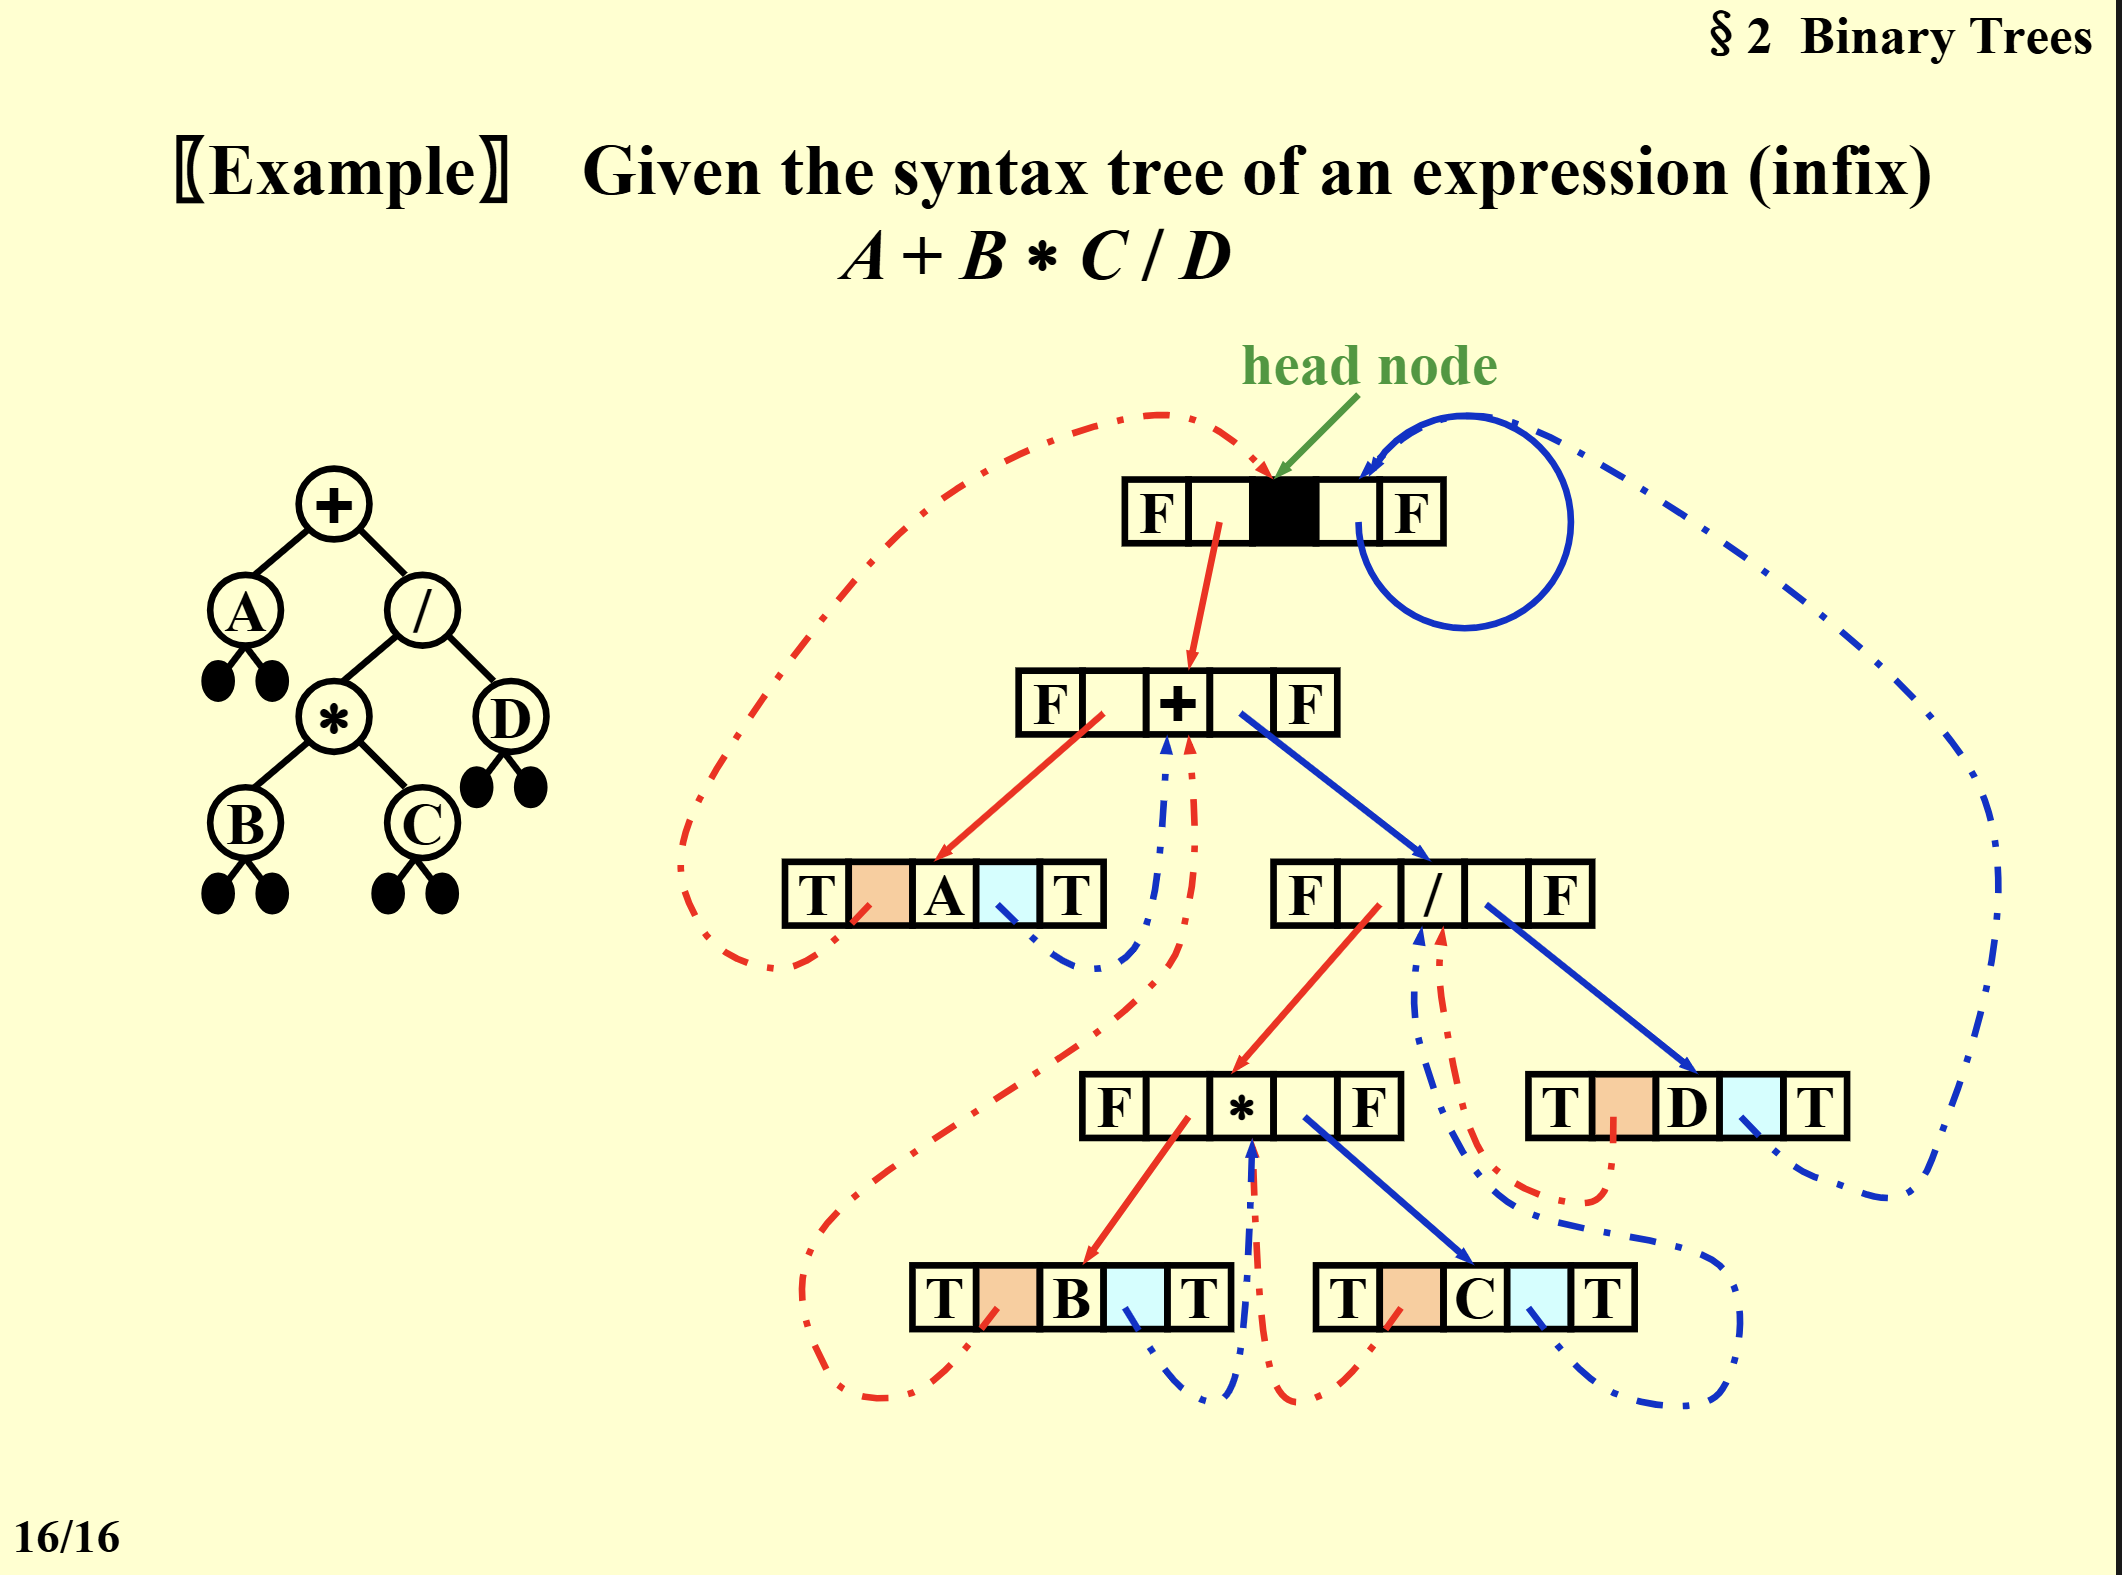 § 2 Binary Trees
〖Example〗 Given the syntax tree of an expression (infix)
A + B * C / D
head node
+
A /
* D
B C
F F
F + F
T A T F / F
F * F T D T
T B T T C T
16/16